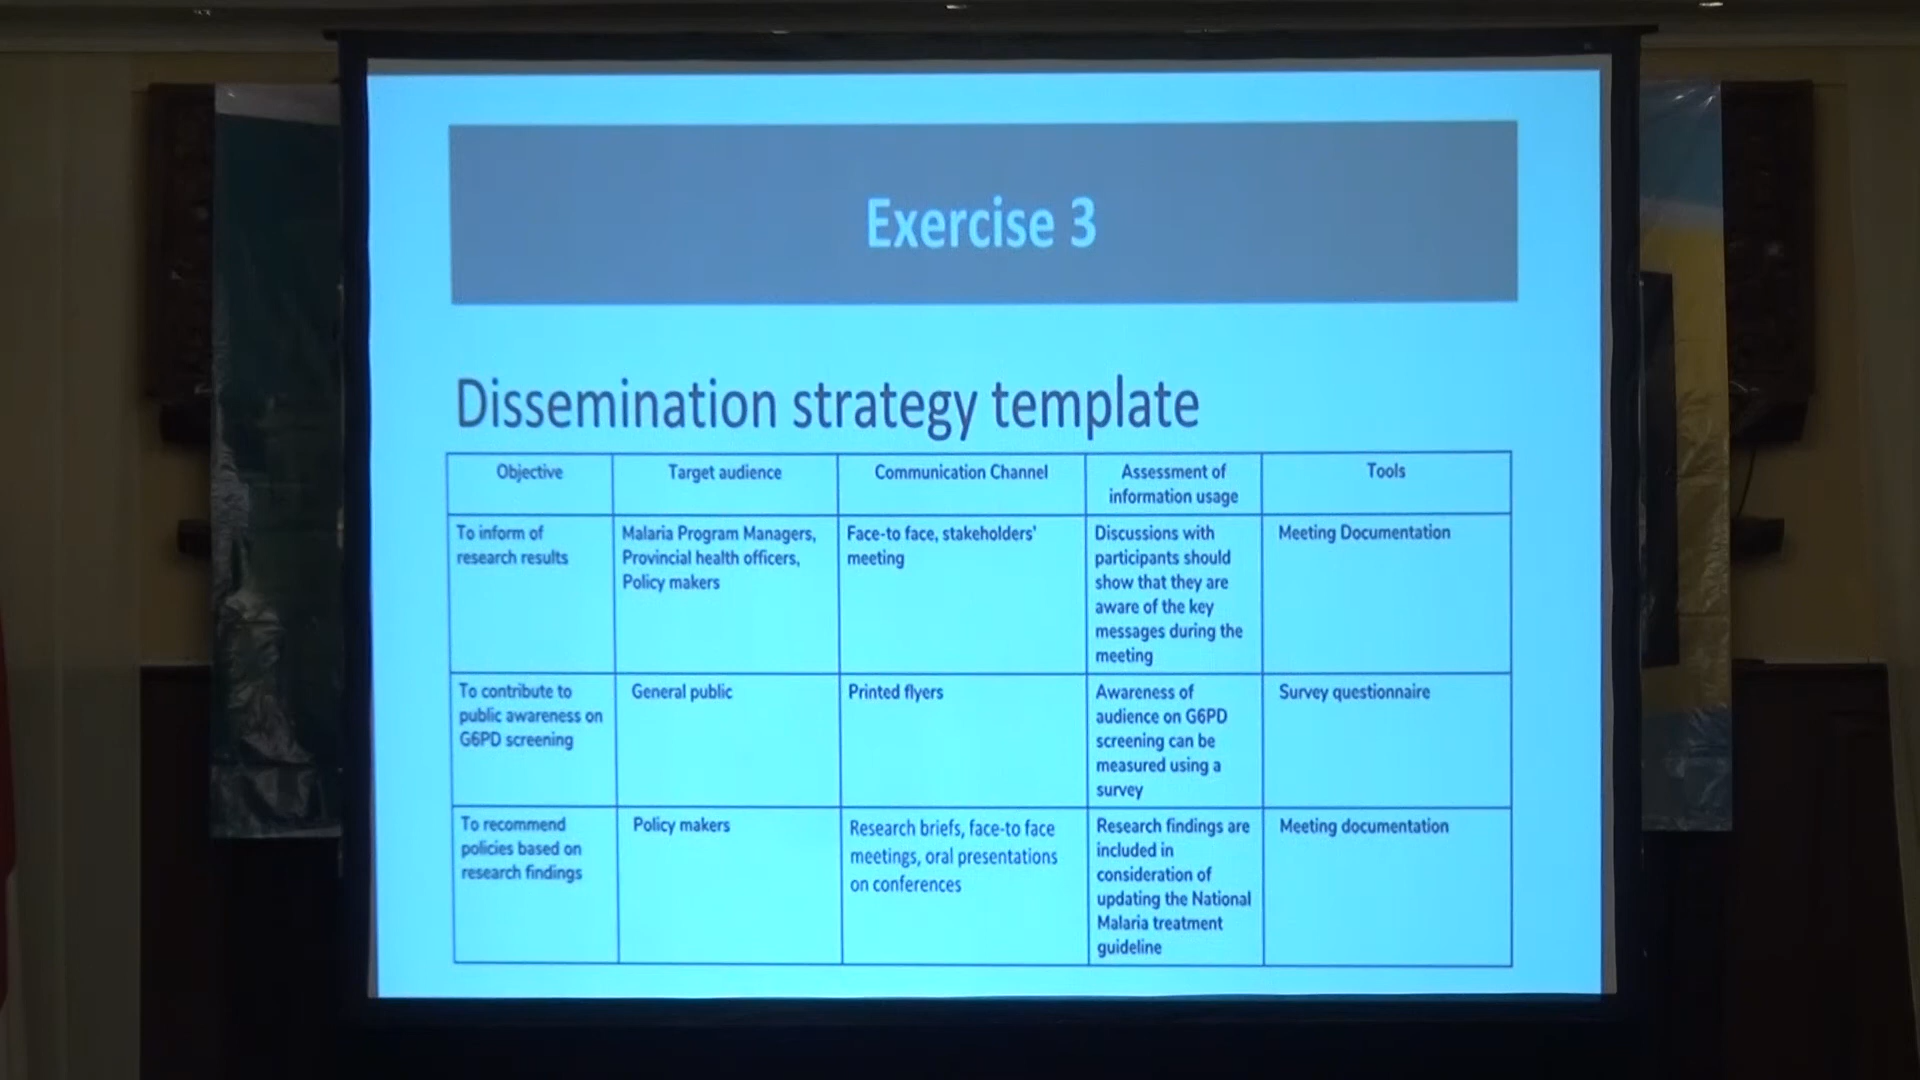 Exercise 3
Dissemination strategy template
Objective
Target audience
Communication Channel
Assessment of
information usage
Tools
To inform of
research results
Malaria Program Managers,
Provincial health officers,
Policy makers
Face-to face, stakeholders'
meeting
Discussions with
participants should
show that they are
aware of the key
messages during the
meeting
Meeting Documentation
To contribute to
public awareness on
G6PD screening
General public
Printed flyers
Awareness of
audience on G6PD
screening can be
measured using a
survey
Survey questionnaire
To recommend
policies based on
research findings
Policy makers
Research briefs, face-to face
meetings, oral presentations
on conferences
Research findings are
included in
consideration of
updating the National
Malaria treatment
guideline
Meeting documentation